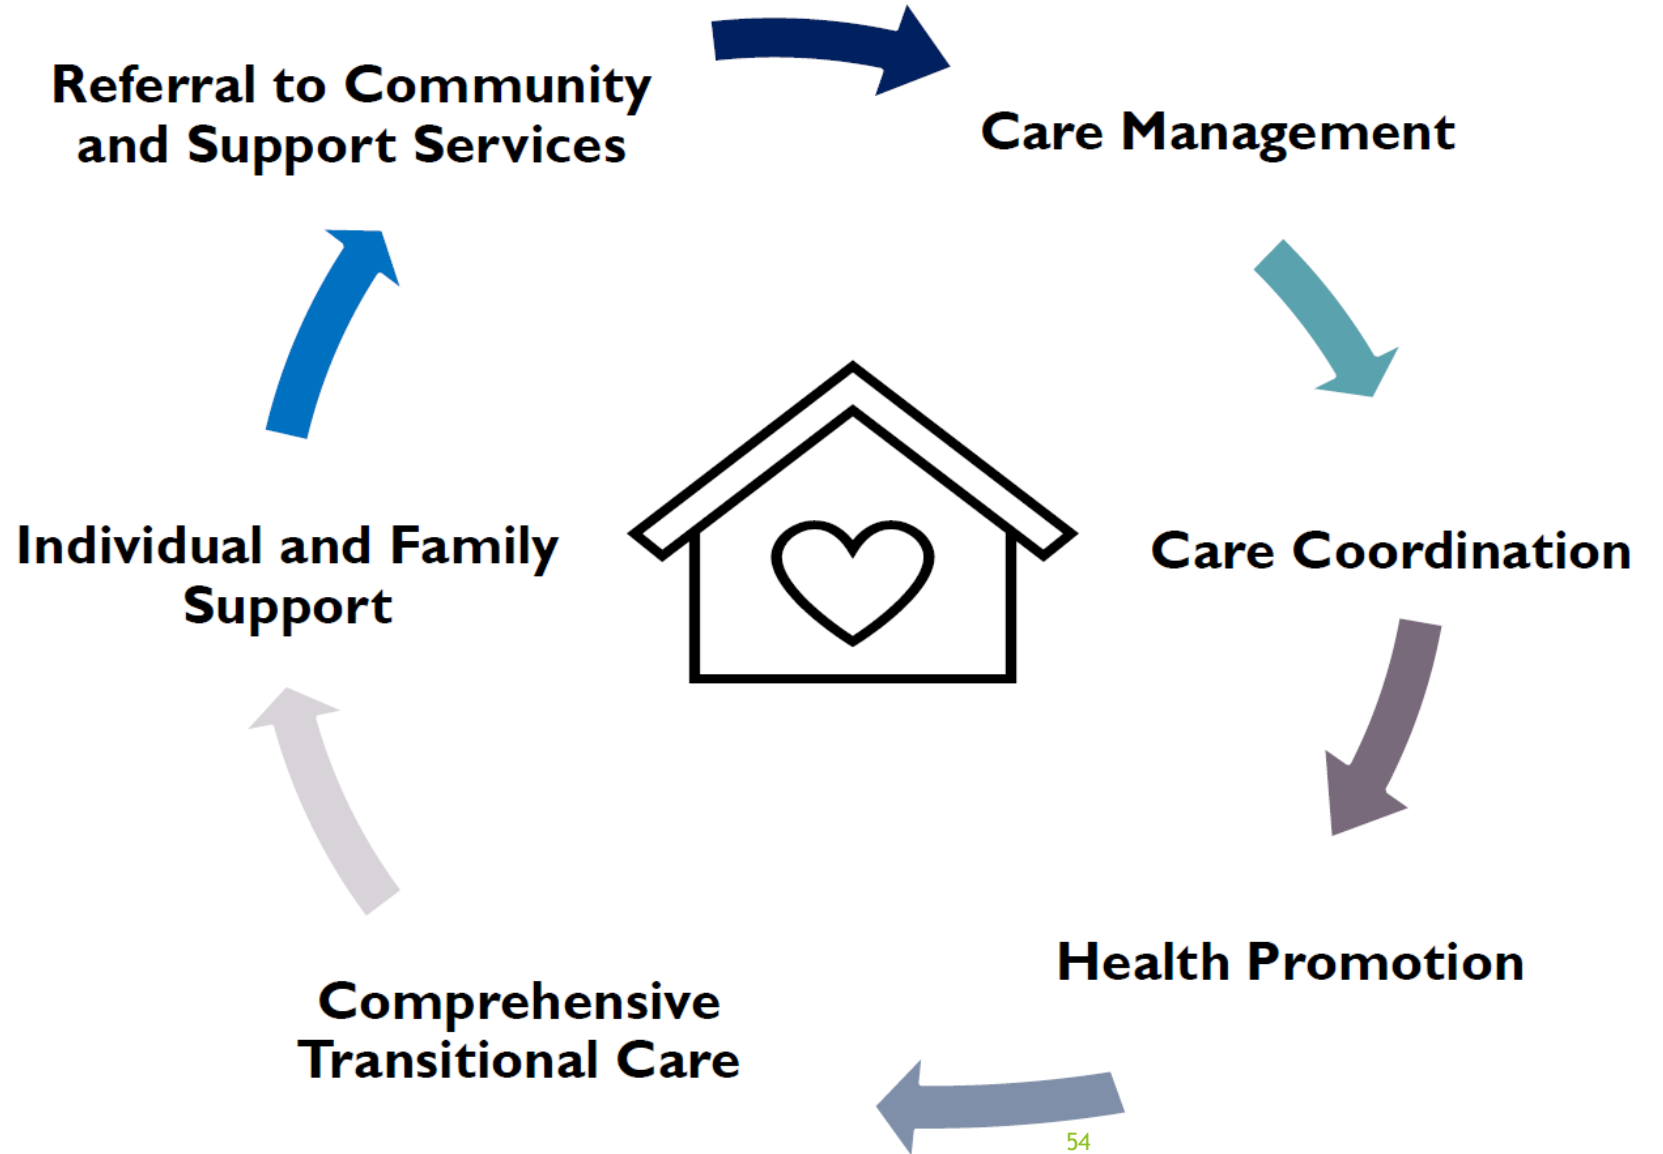 Referral to Community
and Support Services
Care Management
Individual and Family
Support
Care Coordination
Health Promotion
Comprehensive
Transitional Care
54